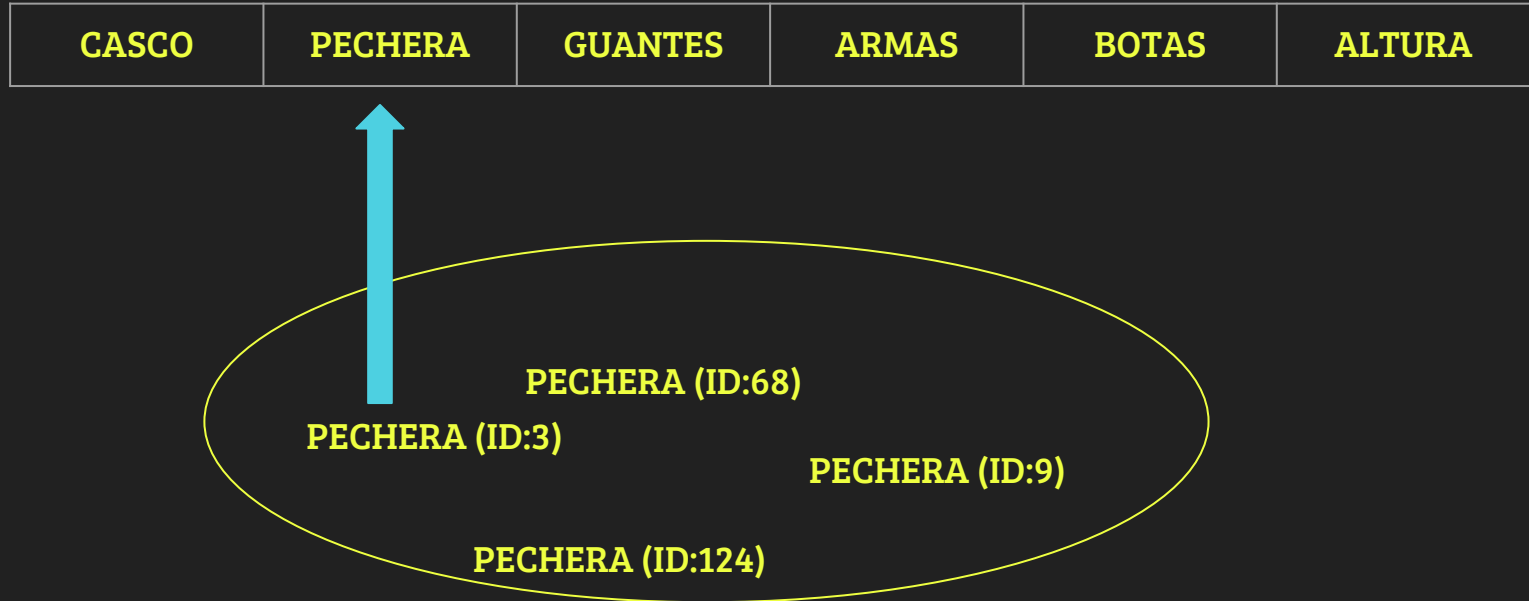 CASCO PECHERA GUANTES ARMAS BOTAS ALTURA
PECHERA (ID:68)
PECHERA (ID:3)
PECHERA (ID:9)
PECHERA (ID:124)